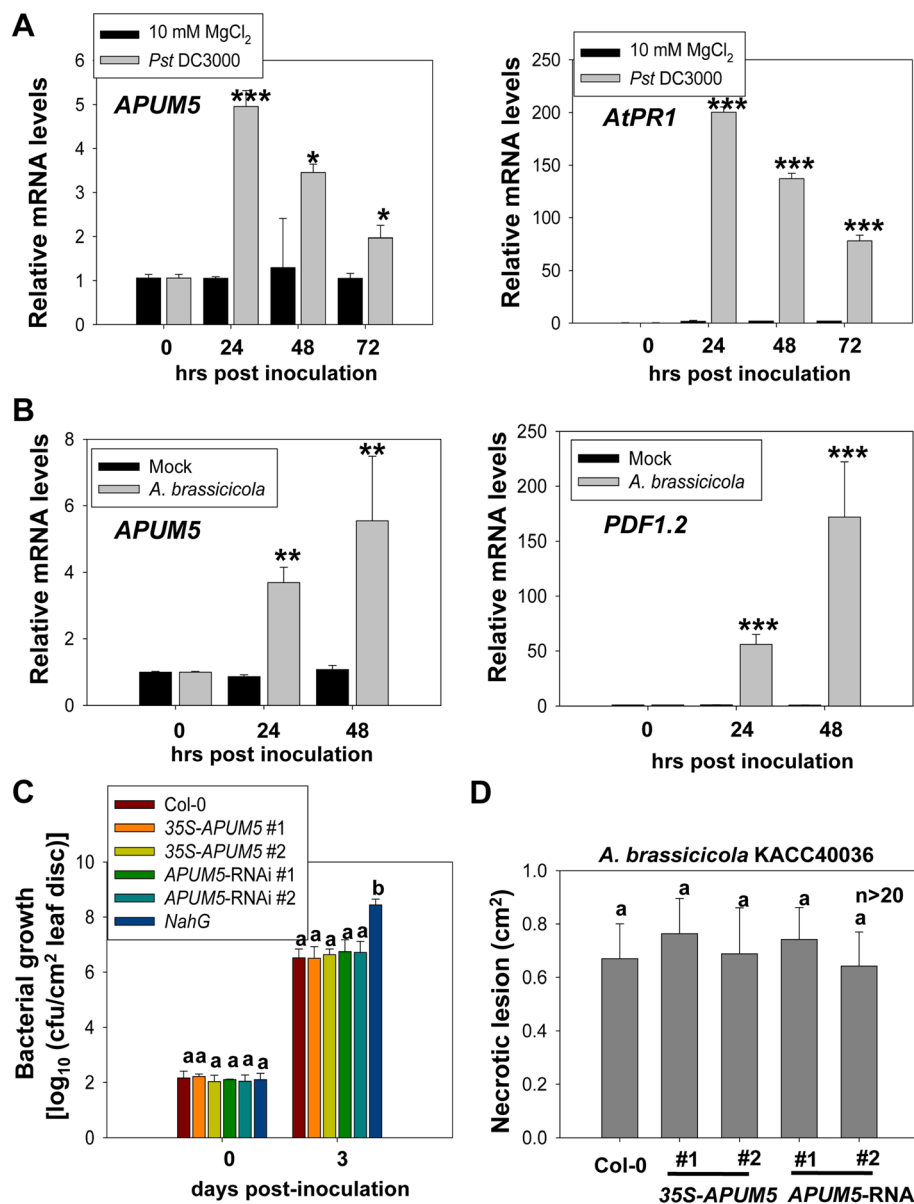 A
10 mM MgCl2
Pst DC3000
APUM5
Relative mRNA levels
6
5
4
3
2
1
0
***
*
*
0 24 48 72
hrs post inoculation
10 mM MgCl2
Pst DC3000
AtPR1
Relative mRNA levels
250
200
150
100
50
0
***
***
***
0 24 48 72
hrs post inoculation
B
Mock
A. brassicicola
APUM5
Relative mRNA levels
8
6
4
2
0
**
**
0 24 48
hrs post inoculation
Mock
A. brassicicola
PDF1.2
Relative mRNA levels
250
200
150
100
50
0
***
***
0 24 48
hrs post inoculation
C
Col-0
35S-APUM5 #1
35S-APUM5 #2
APUM5-RNAi #1
APUM5-RNAi #2
NahG
Bacterial growth
[log10 (cfu/cm2 leaf disc)]
10
8
6
4
2
0
a a a a a a
a a a a a b
0 3
days post-inoculation
D
A. brassicicola KACC40036
n>20
Necrotic lesion (cm2)
1.0
0.8
0.6
0.4
0.2
0.0
a a a a a
Col-0 #1 #2 #1 #2
35S-APUM5 APUM5-RNA